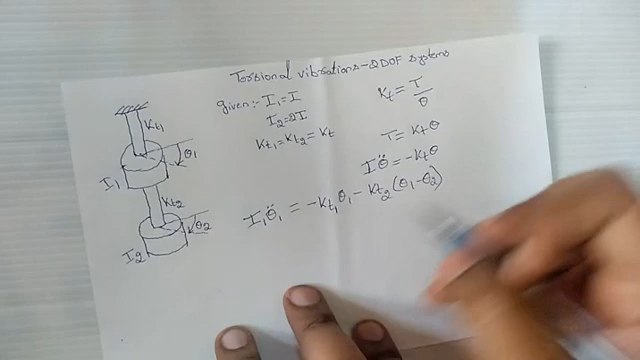 Torsional vibrations-2DOF systems
given:- I₁=I
I₂=2I
Kt₁=Kt₂=Kt
Kt = T/θ
T=Ktθ
Iθ̈=-Ktθ
I₁θ̈₁ = -Kt₁θ₁-Kt₂(θ₁-θ₂)
Kt₁
θ₁
I₁
Kt₂
θ₂
I₂